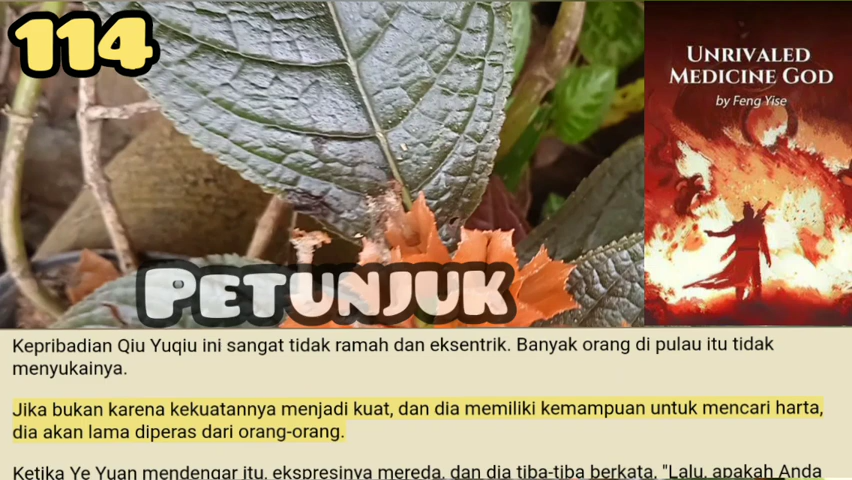 114
UNRIVALED
MEDICINE GOD
by Feng Yise
PETUNJUK
Kepribadian Qiu Yuqiu ini sangat tidak ramah dan eksentrik. Banyak orang di pulau itu tidak
menyukainya.
Jika bukan karena kekuatannya menjadi kuat, dan dia memiliki kemampuan untuk mencari harta,
dia akan lama diperas dari orang-orang.
Ketika Ye Yuan mendengar itu, ekspresinya mereda, dan dia tiba-tiba berkata, "Lalu, apakah Anda